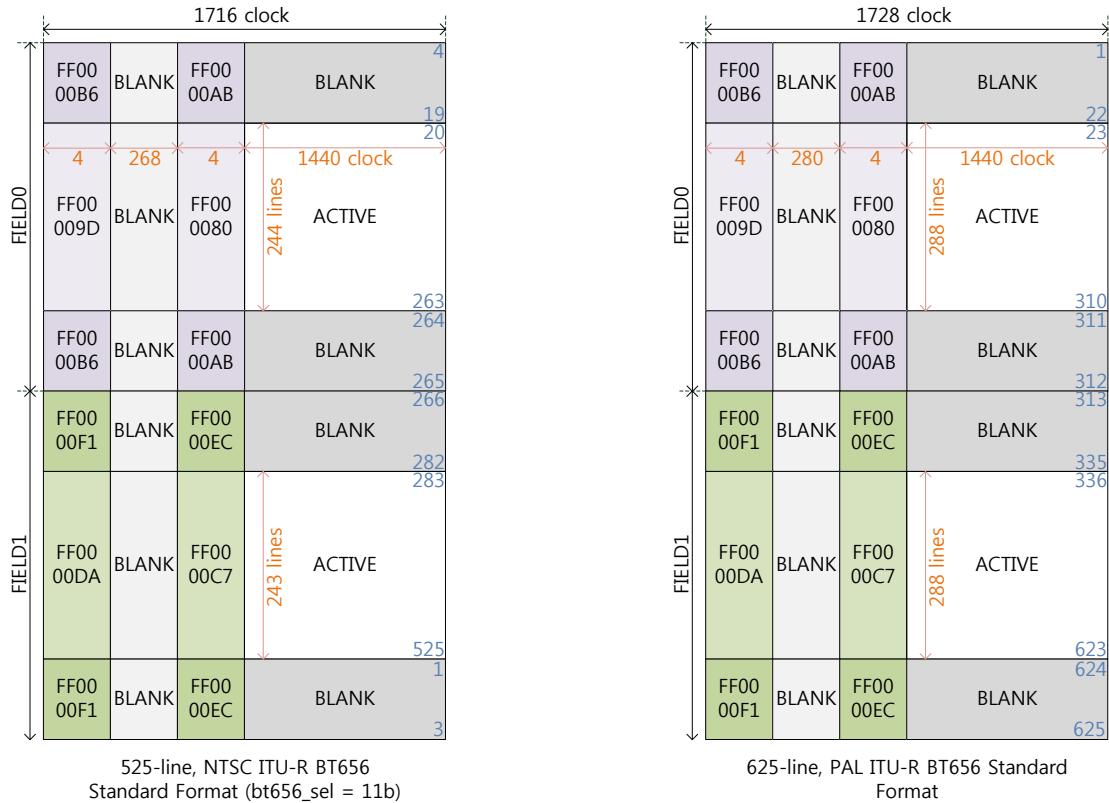 1716 clock
FIELD0
FF00
00B6
BLANK
FF00
00AB
BLANK
4
19
20
4
268
4
1440 clock
FF00
009D
BLANK
FF00
0080
244 lines
ACTIVE
263
264
FF00
00B6
BLANK
FF00
00AB
BLANK
265
266
FIELD1
FF00
00F1
BLANK
FF00
00EC
BLANK
282
283
FF00
00DA
BLANK
FF00
00C7
243 lines
ACTIVE
525
1
FF00
00F1
BLANK
FF00
00EC
BLANK
3
525-line, NTSC ITU-R BT656
Standard Format (bt656_sel = 11b)
1728 clock
FIELD0
FF00
00B6
BLANK
FF00
00AB
BLANK
1
22
23
4
280
4
1440 clock
FF00
009D
BLANK
FF00
0080
288 lines
ACTIVE
310
311
FF00
00B6
BLANK
FF00
00AB
BLANK
312
313
FIELD1
FF00
00F1
BLANK
FF00
00EC
BLANK
335
336
FF00
00DA
BLANK
FF00
00C7
288 lines
ACTIVE
623
624
FF00
00F1
BLANK
FF00
00EC
BLANK
625
625-line, PAL ITU-R BT656 Standard
Format